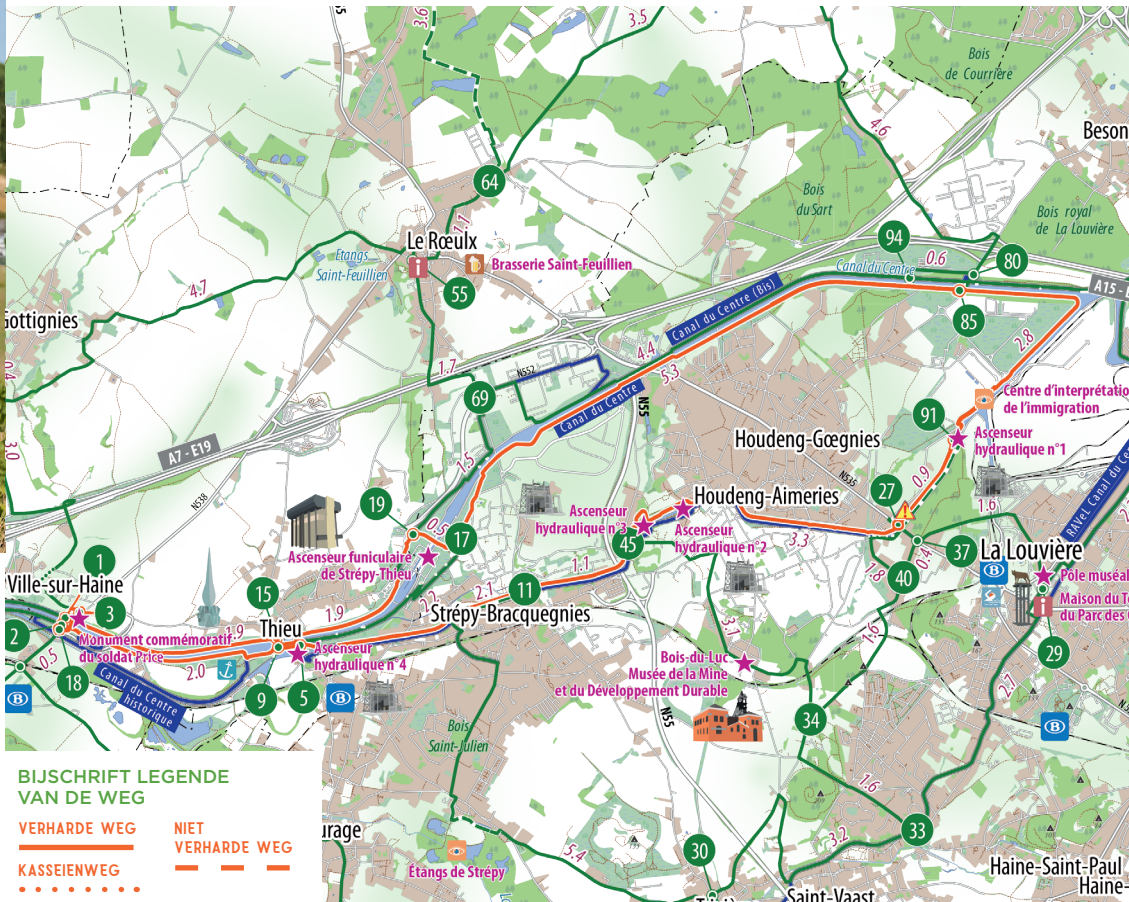 3.6
3.5
Bois
de Courrière
4.6
Beson
64
Bois
du Sart
1.1
Bois royal
de La Louvière
Le Rœulx
94
0.6
80
Etangs
Saint-Feuillien
Brasserie Saint-Feuillien
Canal du Centre
55
A15 - E
4.7
Canal du Centre (Bis)
85
Gottignies
2.8
0.4
1.7
N552
4.4
5.3
69
Canal du Centre
N55
Centre d'interprétatio
de l'immigration
91
3.0
A7 - E19
Houdeng-Gœgnies
Ascenseur
hydraulique n°1
1.5
N535
0.9
RAVeL Canal du Ce
N538
27
Houdeng-Aimeries
1.6
19
0.5
Ascenseur
hydraulique n°3
17
45
Ascenseur
hydraulique n°2
3.3
37
La Louvière
Ascenseur funiculaire
de Strépy-Thieu
1.1
0.4
B
1
1.8
40
Pôle muséal
Ville-sur-Haine
11
2.1
2.2
15
1.9
Strépy-Bracquegnies
Maison du To
du Parc des C
3
2
Thieu
1.9
Monument commémoratif
du soldat Price
Ascenseur
hydraulique n°4
3.1
1.6
0.5
2.0
29
Bois-du-Luc
Musée de la Mine
et du Développement Durable
18
Canal du Centre
historique
9
5
B
B
2.7
N55
34
B
Bois
Saint-Julien
BIJSCHRIFT LEGENDE
VAN DE WEG
1.6
VERHARDE WEG
NIET
VERHARDE WEG
KASSEIENWEG
urage
33
3.2
30
5.4
Étangs de Strépy
Haine-Saint-Paul
Haine-
Saint-Vaast